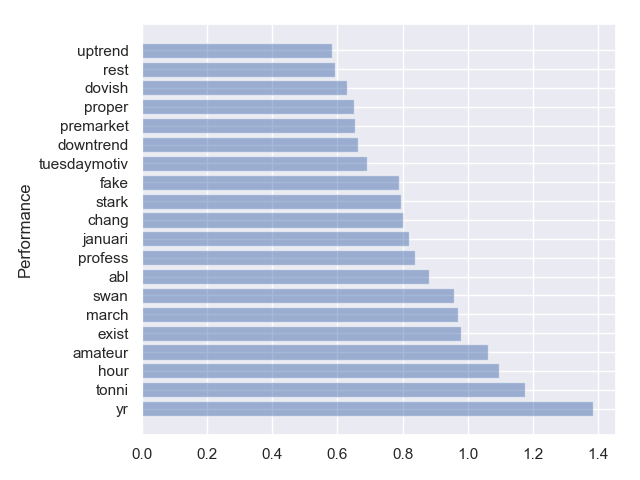 uptrend
rest
dovish
proper
premarket
downtrend
tuesdaymotiv
fake
stark
chang
januari
profess
abl
swan
march
exist
amateur
hour
tonni
yr
Performance
0.0 0.2 0.4 0.6 0.8 1.0 1.2 1.4